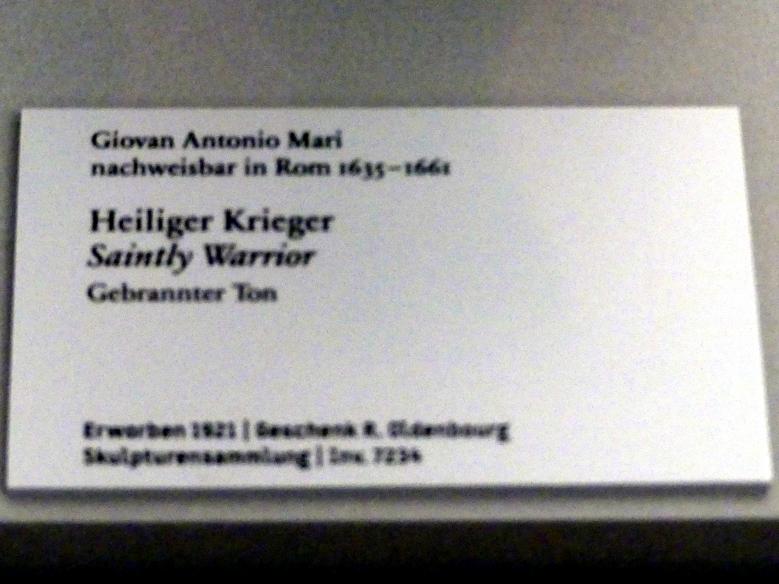 Giovan Antonio Mari
nachweisbar in Rom 1635–1661
Heiliger Krieger
Saintly Warrior
Gebrannter Ton
Erworben 1921 | Geschenk R. Oldenbourg
Skulpturensammlung | Inv. 7234